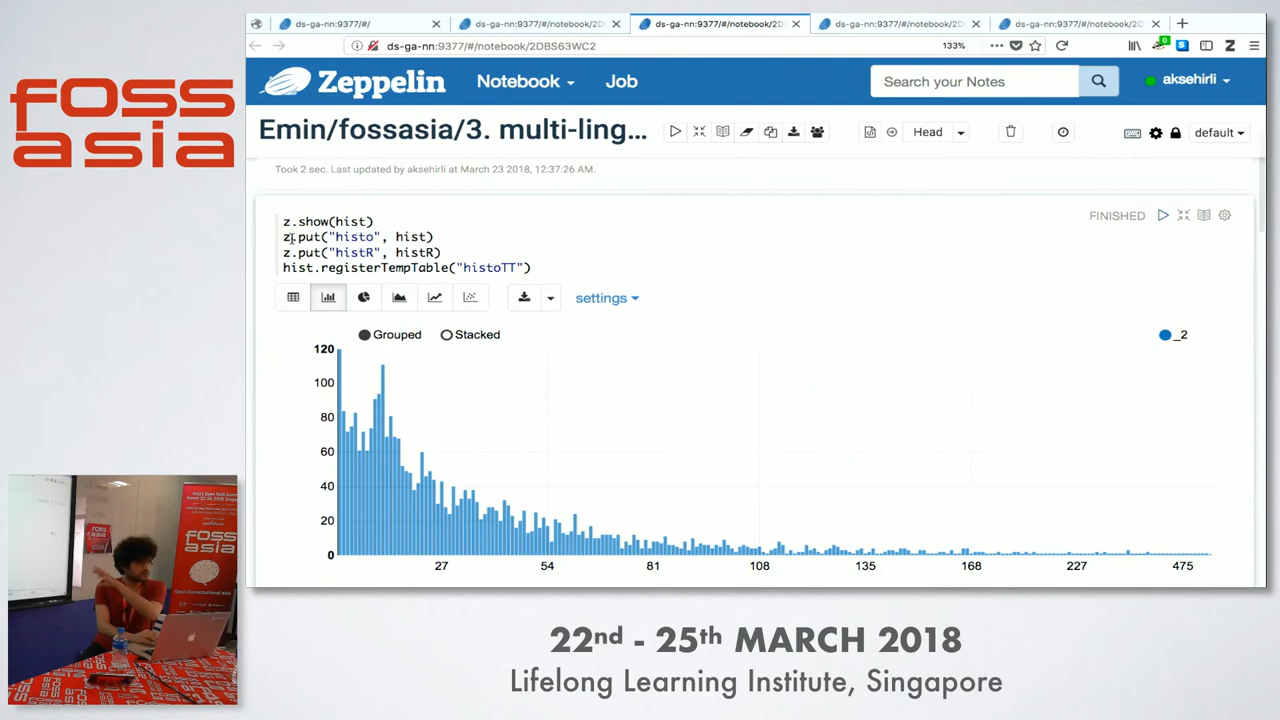 foss
asia
ds-ga-nn:9377/#/
ds-ga-nn:9377/#/notebook/2D
ds-ga-nn:9377/#/notebook/2DB
ds-ga-nn:9377/#/notebook/2D
ds-ga-nn:9377/#/notebook/2C
ds-ga-nn:9377/#/notebook/2DBS63WC2
133%
0
Zeppelin
Notebook
Job
Search your Notes
aksehirli
Emin/fossasia/3. multi-ling...
Head
default
Took 2 sec. Last updated by aksehirli at March 23 2018, 12:37:26 AM.
z.show(hist)
z.put("histo", hist)
z.put("histR", histR)
hist.registerTempTable("histoTT")
FINISHED
settings
Grouped
Stacked
_2
120
100
80
60
40
20
0
27
54
81
108
135
168
227
475
foss
asia
22nd - 25th MARCH 2018
Lifelong Learning Institute, Singapore